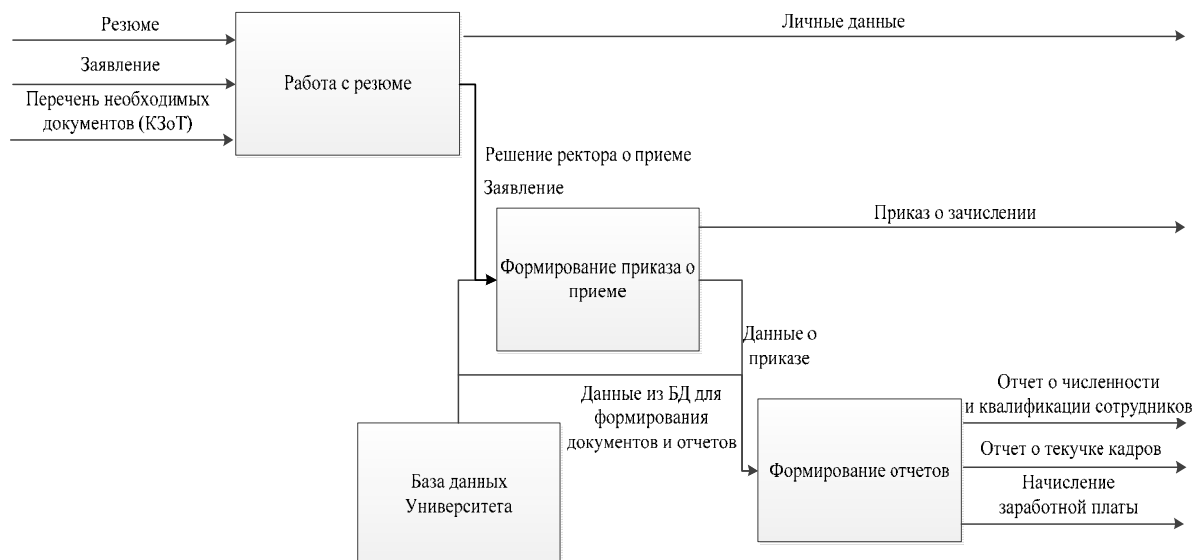 Резюме
Личные данные
Заявление
Работа с резюме
Перечень необходимых
документов (КЗоТ)
Решение ректора о приеме
Заявление
Приказ о зачислении
Формирование приказа о
приеме
Данные о
приказе
Данные из БД для
формирования
документов и отчетов
Отчет о численности
и квалификации сотрудников
База данных
Университета
Формирование отчетов
Отчет о текучке кадров
Начисление
заработной платы